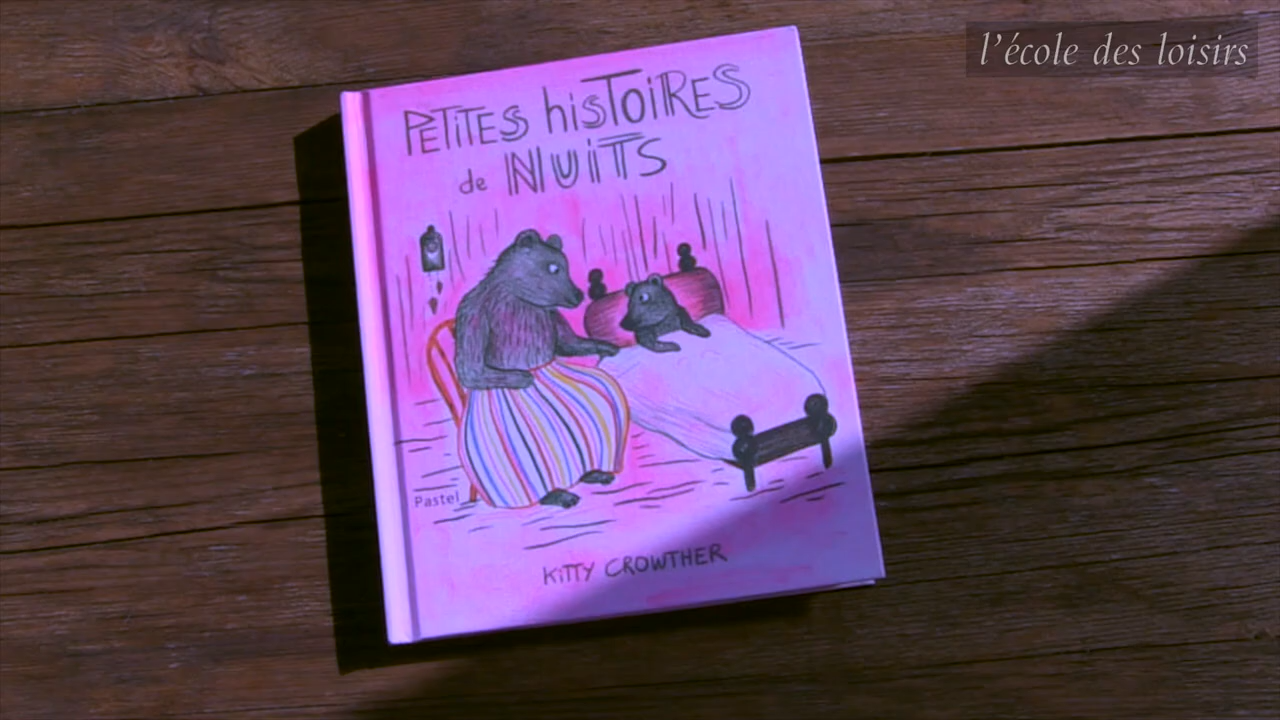 l'école des loisirs
PETiTES hisToiRES
de NuiTS
Pastel
KiTTY CROWTHER